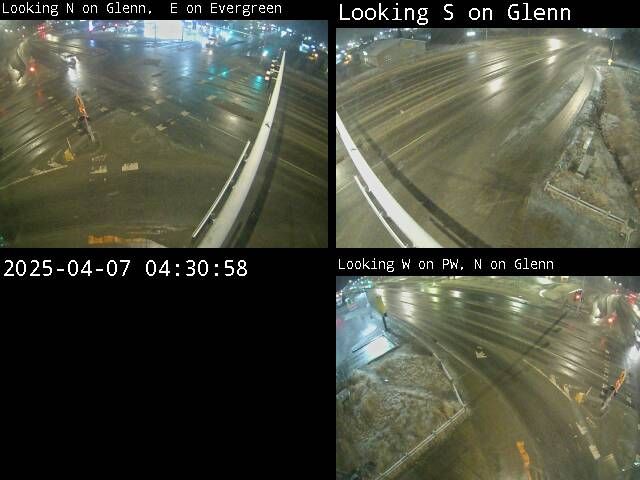 Looking N on Glenn,  E on Evergreen
Looking S on Glenn
2025-04-07 04:30:58
Looking W on PW, N on Glenn